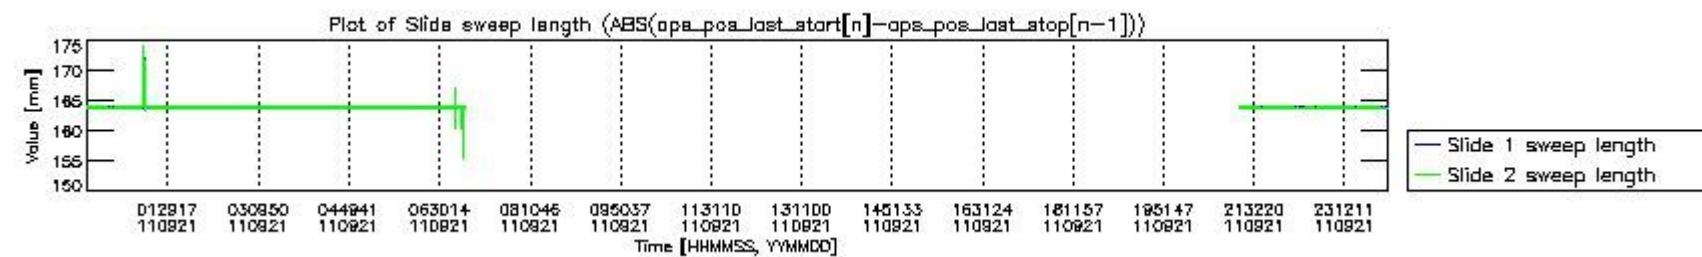 Plot of Slide sweep length (ABS(aps_pos_last_start[n]-aps_pos_last_stop[n-1]))
175
170
165
160
155
150
Value [mm]
012917 030950 044941 063014 081046 095037 113110 131100 145133 163124 181157 195147 213220 231211
110921 110921 110921 110921 110921 110921 110921 110921 110921 110921 110921 110921 110921 110921
Time [HHMMSS, YYMMDD]
Slide 1 sweep length
Slide 2 sweep length